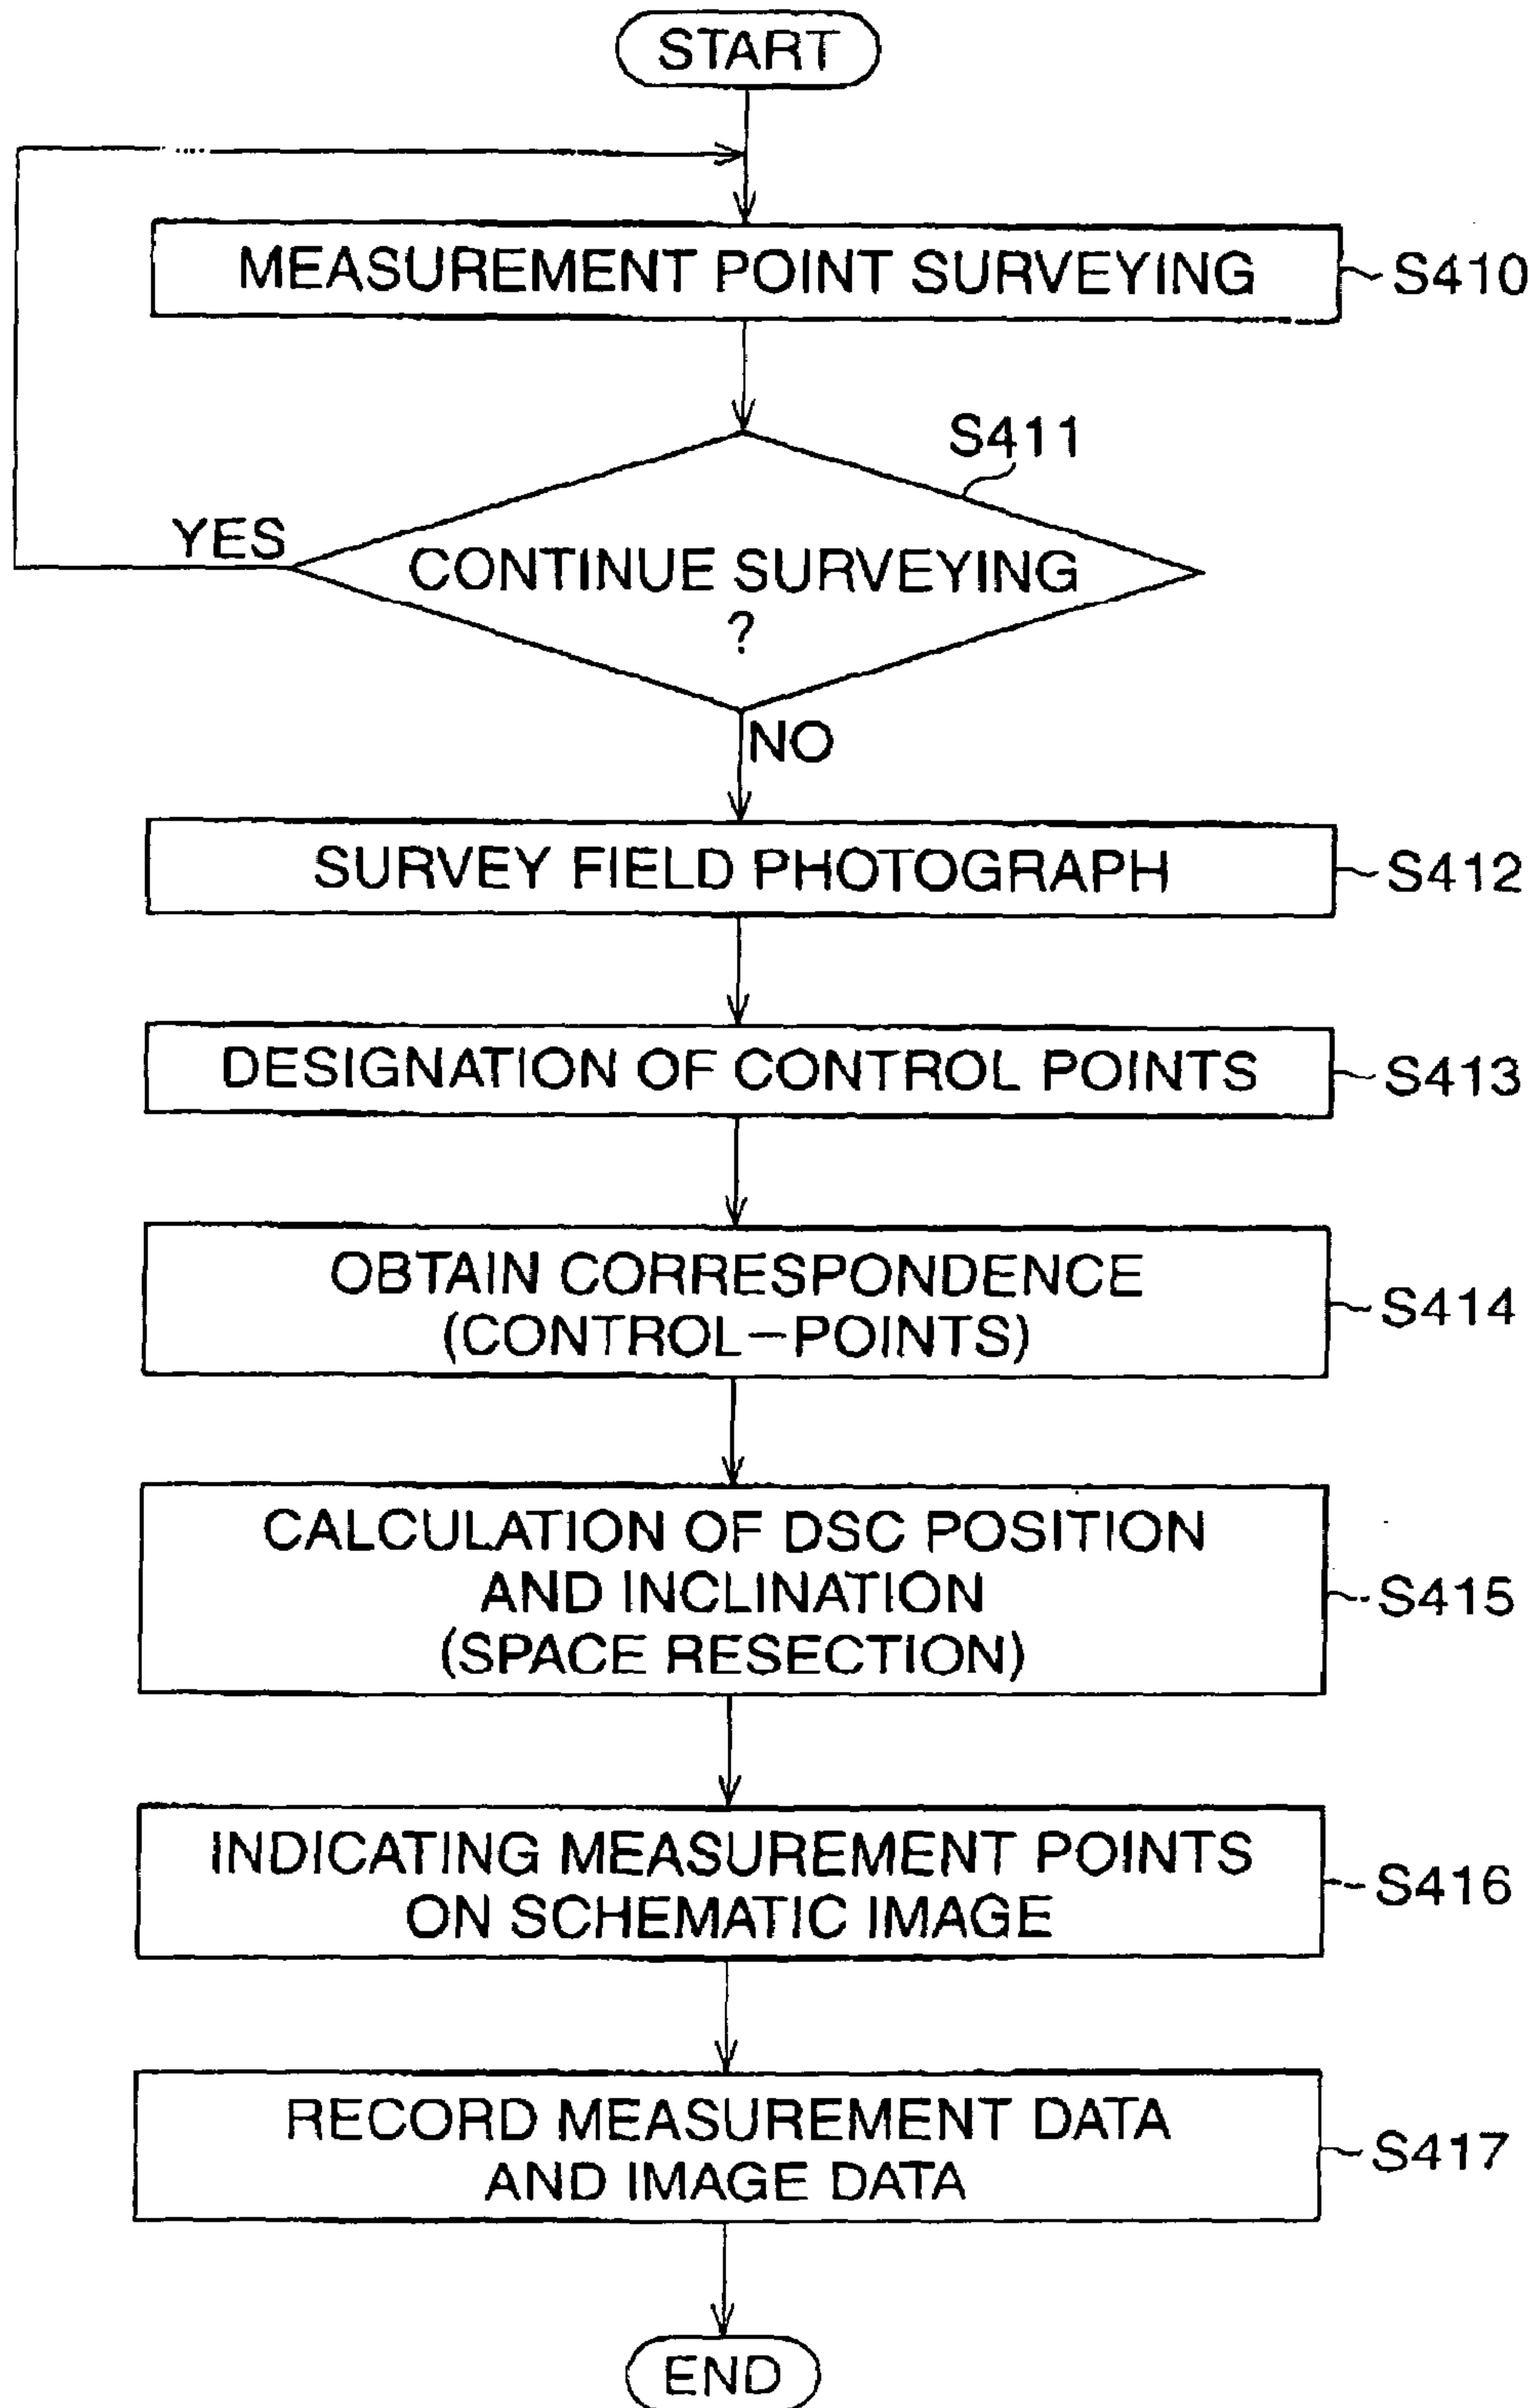 START
MEASUREMENT POINT SURVEYING
S410
S411
YES
CONTINUE SURVEYING
?
NO
SURVEY FIELD PHOTOGRAPH
S412
DESIGNATION OF CONTROL POINTS
S413
OBTAIN CORRESPONDENCE
(CONTROL-POINTS)
S414
CALCULATION OF DSC POSITION
AND INCLINATION
(SPACE RESECTION)
S415
INDICATING MEASUREMENT POINTS
ON SCHEMATIC IMAGE
S416
RECORD MEASUREMENT DATA
AND IMAGE DATA
S417
END